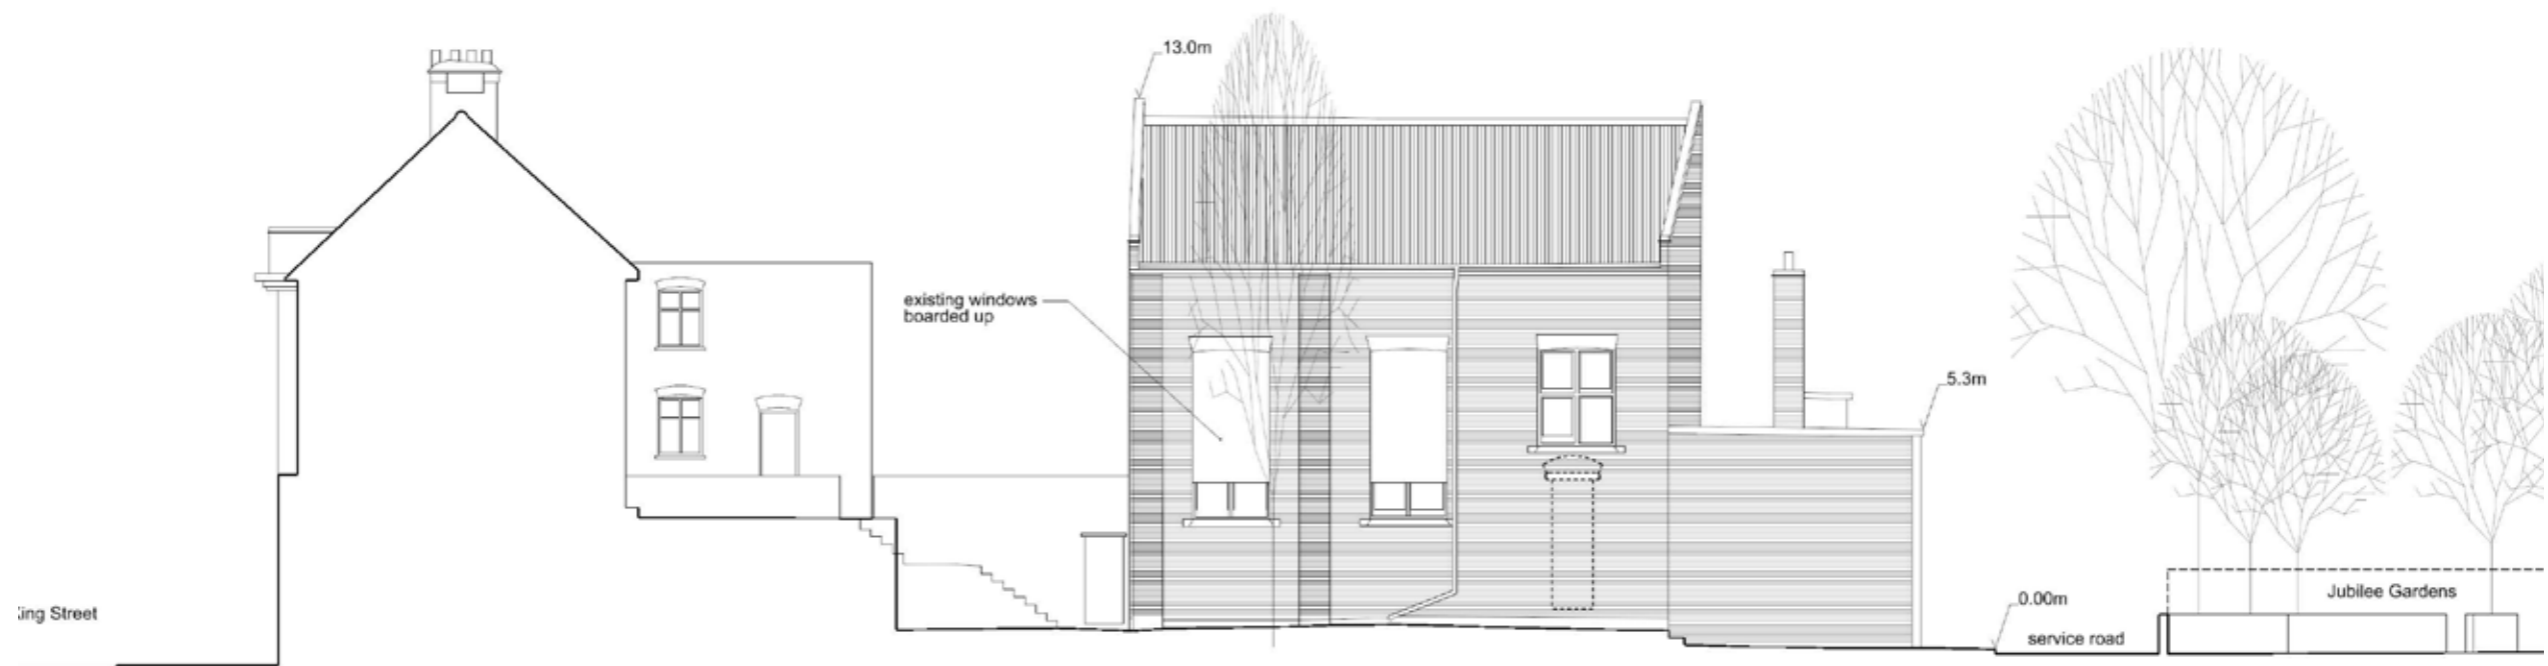 13.0m
existing windows
boarded up
5.3m
0.00m
Jubilee Gardens
ing Street
service road